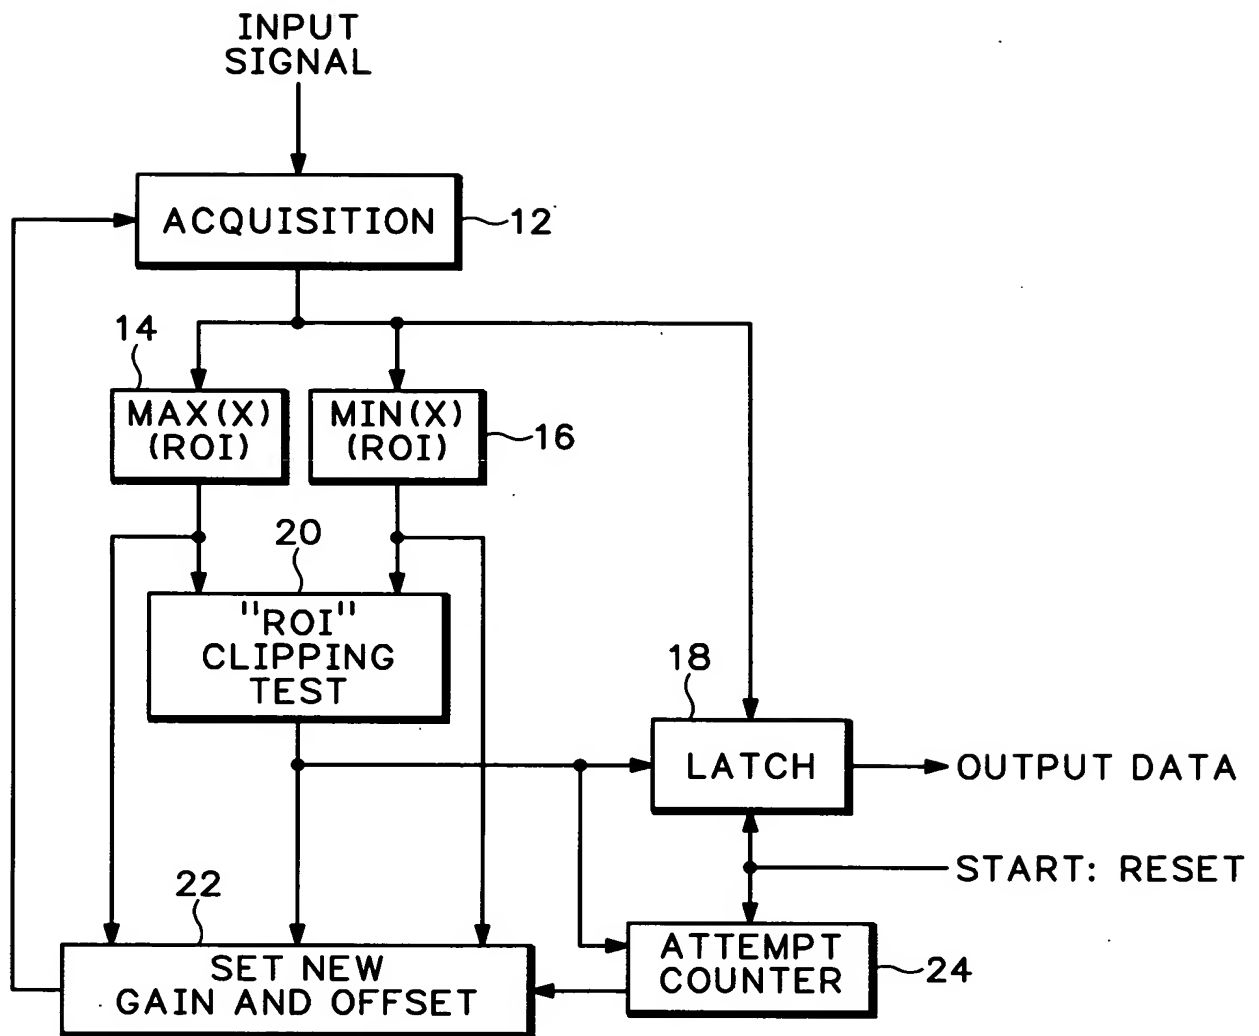 INPUT
SIGNAL
ACQUISITION
12
14
MAX(X)
(ROI)
MIN(X)
(ROI)
16
20
"ROI"
CLIPPING
TEST
18
LATCH
OUTPUT DATA
START: RESET
22
SET NEW
GAIN AND OFFSET
ATTEMPT
COUNTER
24